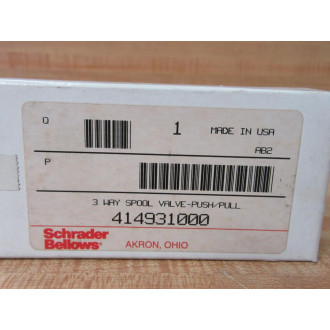 Q 1 MADE IN USA
AB2
P
3 WAY SPOOL VALVE-PUSH/PULL
414931000
Schrader
Bellows®
AKRON, OHIO